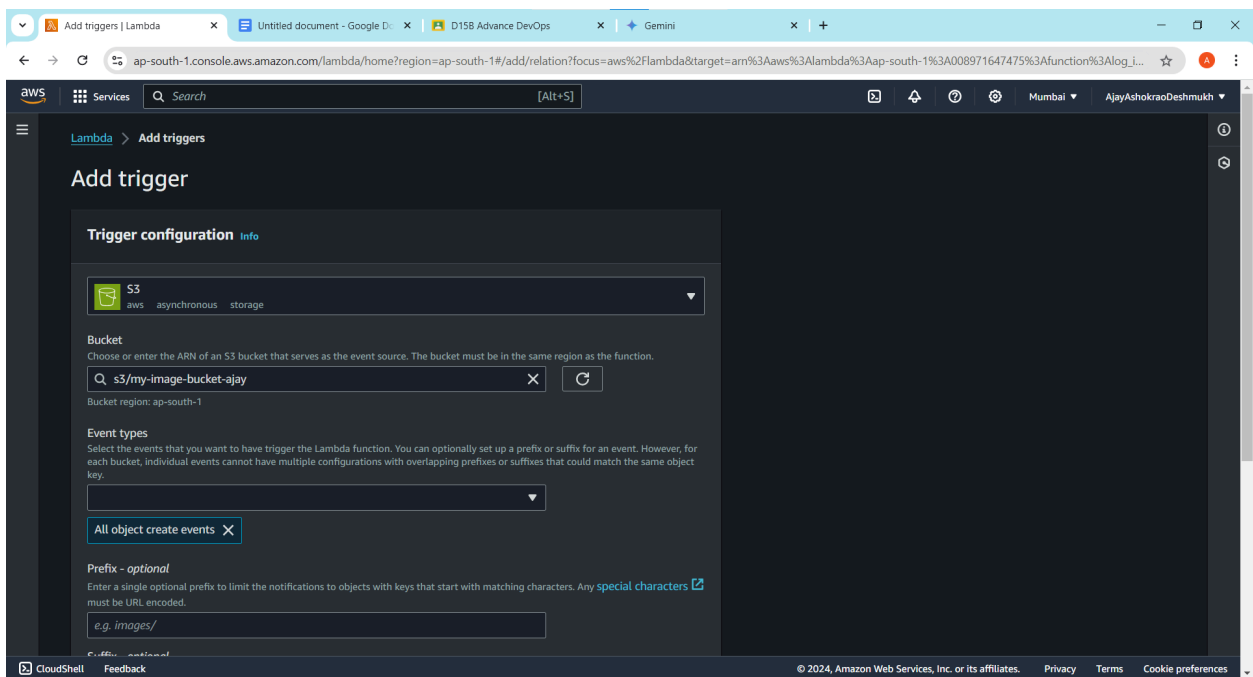 Add triggers | Lambda
Untitled document - Google Do
D15B Advance DevOps
Gemini
ap-south-1.console.aws.amazon.com/lambda/home?region=ap-south-1#/add/relation?focus=aws%2Flambda&target=arn%3Aaws%3Alambda%3Aap-south-1%3A008971647475%3Afunction%3Alog_i...
A
aws
Services
Search
[Alt+S]
Mumbai
AjayAshokraoDeshmukh
Lambda > Add triggers
Add trigger
Trigger configuration Info
S3
aws asynchronous storage
Bucket
Choose or enter the ARN of an S3 bucket that serves as the event source. The bucket must be in the same region as the function.
s3/my-image-bucket-ajay
Bucket region: ap-south-1
Event types
Select the events that you want to have trigger the Lambda function. You can optionally set up a prefix or suffix for an event. However, for
each bucket, individual events cannot have multiple configurations with overlapping prefixes or suffixes that could match the same object
key.
All object create events
Prefix - optional
Enter a single optional prefix to limit the notifications to objects with keys that start with matching characters. Any special characters
must be URL encoded.
e.g. images/
Suffix - optional
CloudShell
Feedback
© 2024, Amazon Web Services, Inc. or its affiliates.
Privacy
Terms
Cookie preferences